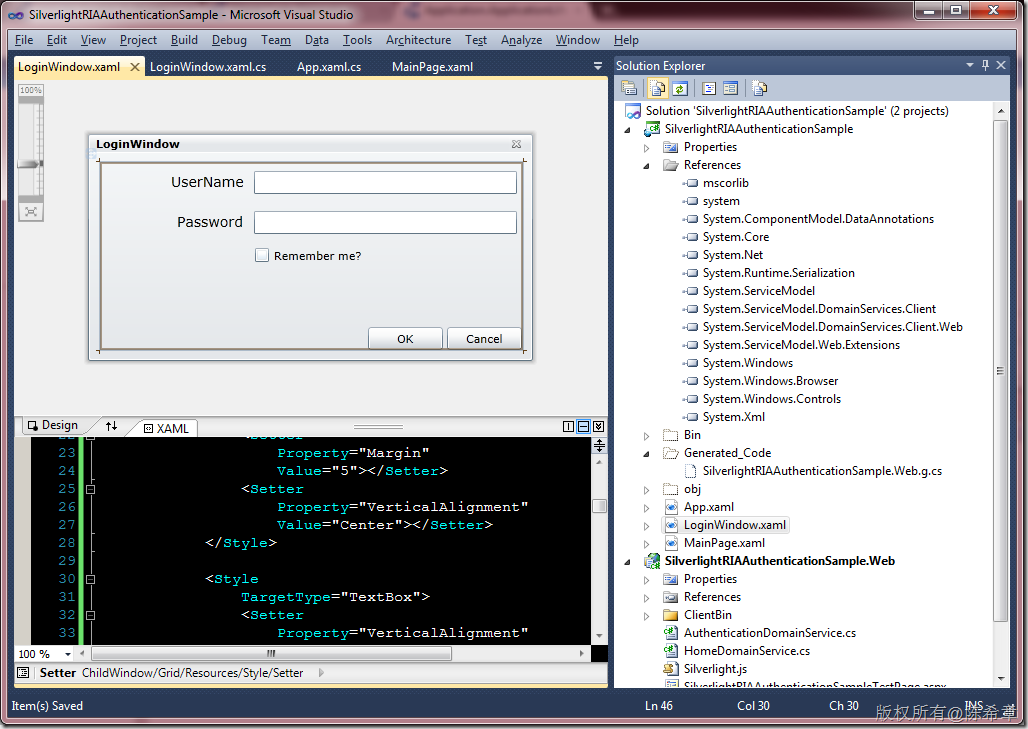 SilverlightRIAAuthenticationSample - Microsoft Visual Studio
File Edit View Project Build Debug Team Data Tools Architecture Test Analyze Window Help
LoginWindow.xaml LoginWindow.xaml.cs App.xaml.cs MainPage.xaml
100%
LoginWindow
UserName
Password
Remember me?
OK Cancel
Design XAML
22 <Setter
23 Property="Margin"
24 Value="5"></Setter>
25 <Setter
26 Property="VerticalAlignment"
27 Value="Center"></Setter>
28 </Style>
29
30 <Style
31 TargetType="TextBox">
32 <Setter
33 Property="VerticalAlignment"
100 %
Setter ChildWindow/Grid/Resources/Style/Setter
Solution Explorer
Solution 'SilverlightRIAAuthenticationSample' (2 projects)
SilverlightRIAAuthenticationSample
Properties
References
mscorlib
system
System.ComponentModel.DataAnnotations
System.Core
System.Net
System.Runtime.Serialization
System.ServiceModel
System.ServiceModel.DomainServices.Client
System.ServiceModel.DomainServices.Client.Web
System.ServiceModel.Web.Extensions
System.Windows
System.Windows.Browser
System.Windows.Controls
System.Xml
Bin
Generated_Code
SilverlightRIAAuthenticationSample.Web.g.cs
obj
App.xaml
LoginWindow.xaml
MainPage.xaml
SilverlightRIAAuthenticationSample.Web
Properties
References
ClientBin
AuthenticationDomainService.cs
HomeDomainService.cs
Silverlight.js
SilverlightRIAAuthenticationSampleTestPage.aspx
Item(s) Saved Ln 46 Col 30 Ch 30 INS
版权所有@陈希章